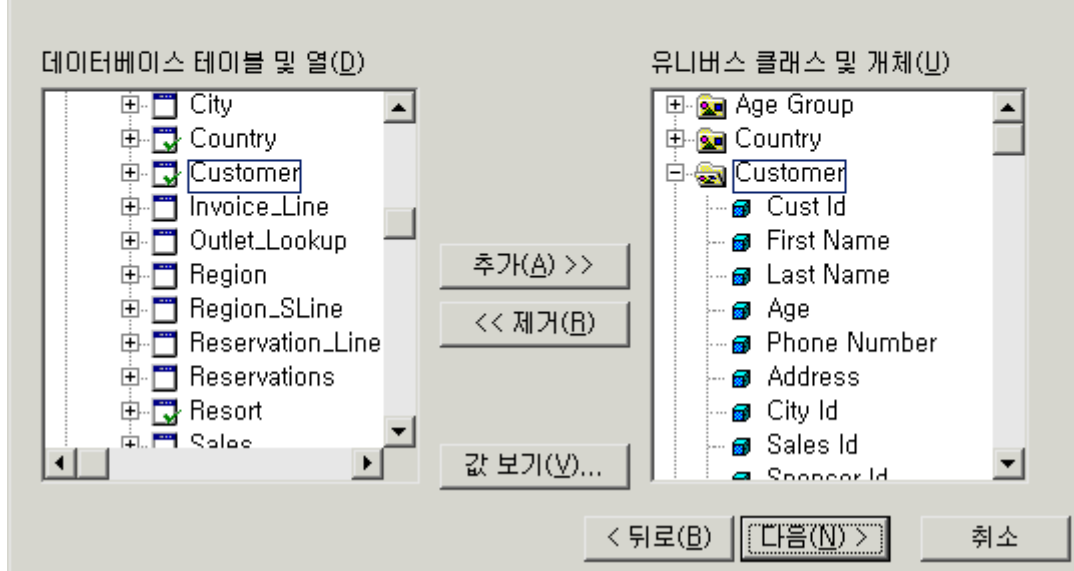 데이터베이스 테이블 및 열(D)
City
Country
Customer
Invoice_Line
Outlet_Lookup
Region
Region_SLine
Reservation_Line
Reservations
Resort
Sales
추가(A) >>
<< 제거(R)
값 보기(V)...
유니버스 클래스 및 개체(U)
Age Group
Country
Customer
Cust Id
First Name
Last Name
Age
Phone Number
Address
City Id
Sales Id
Sponsor Id
< 뒤로(B)
다음(N) >
취소